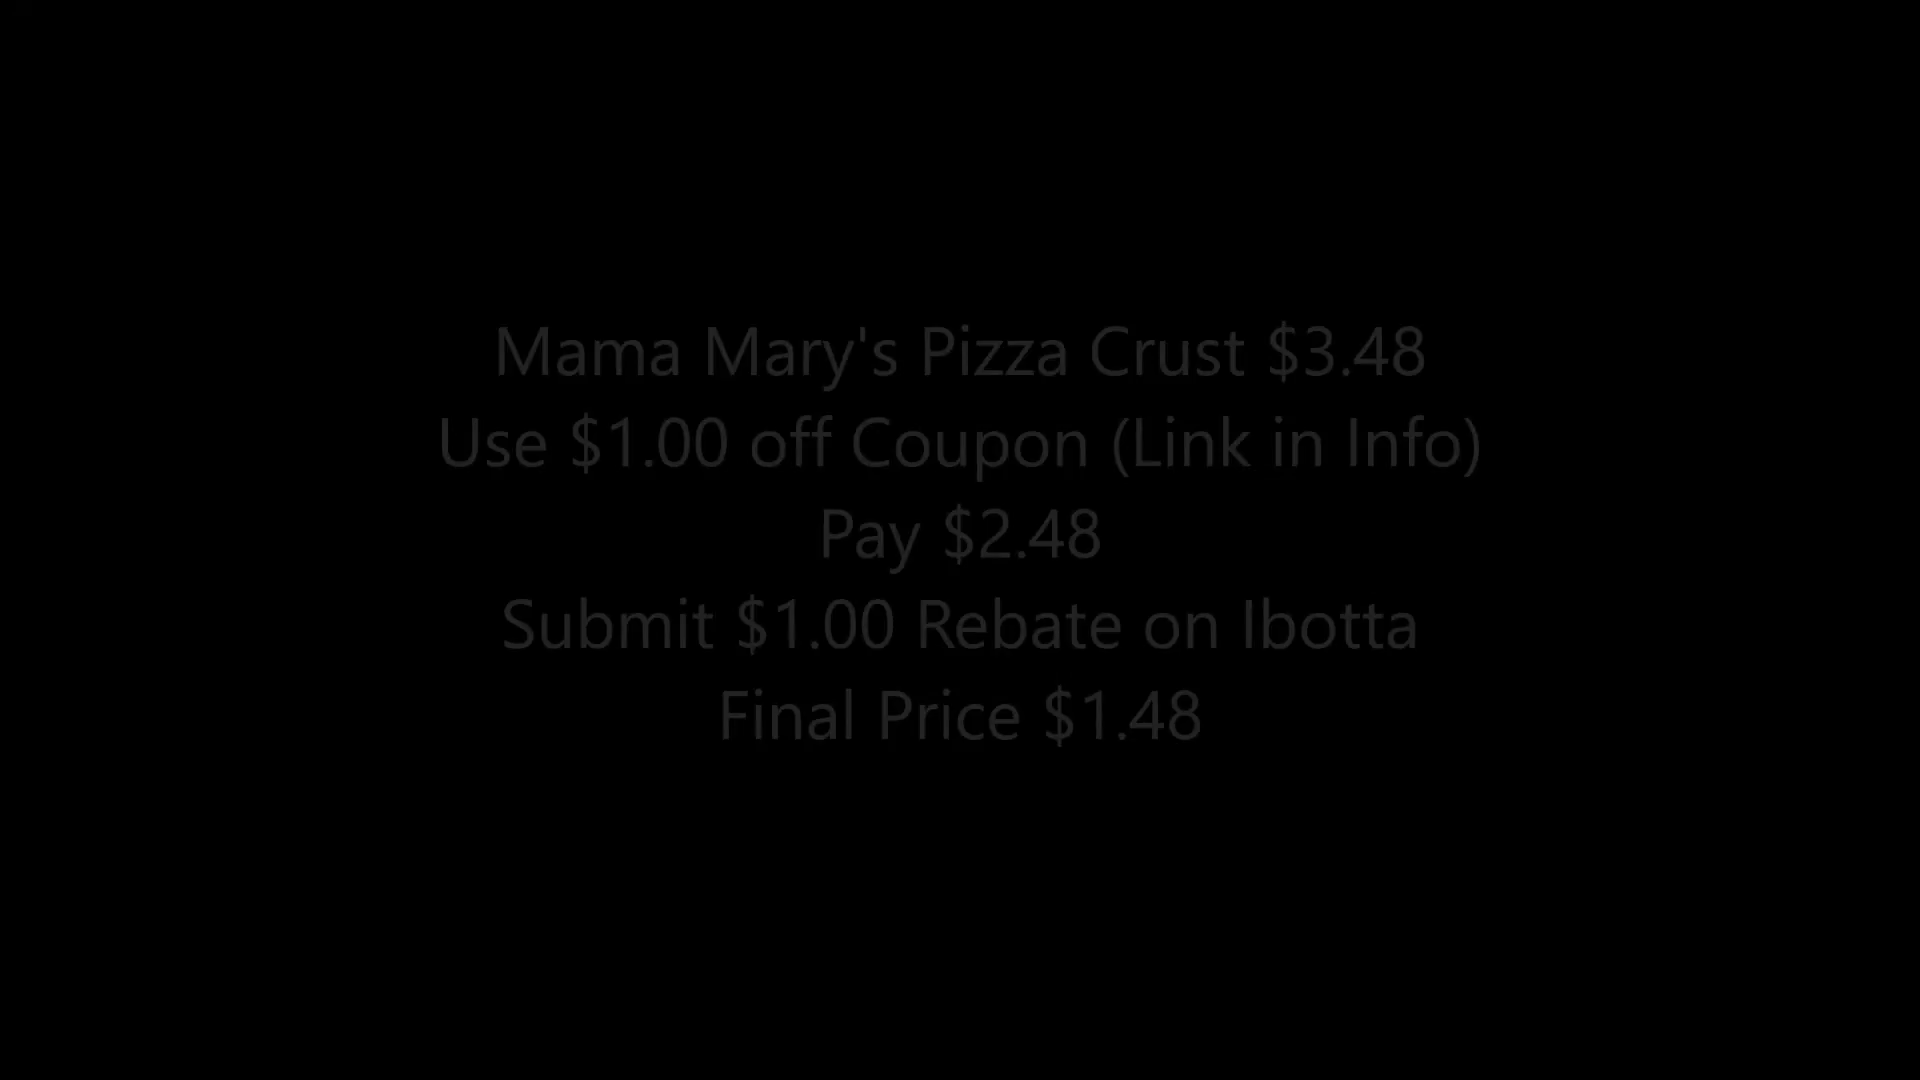 Mama Mary's Pizza Crust $3.48
Use $1.00 off Coupon (Link in Info)
Pay $2.48
Submit $1.00 Rebate on Ibotta
Final Price $1.48